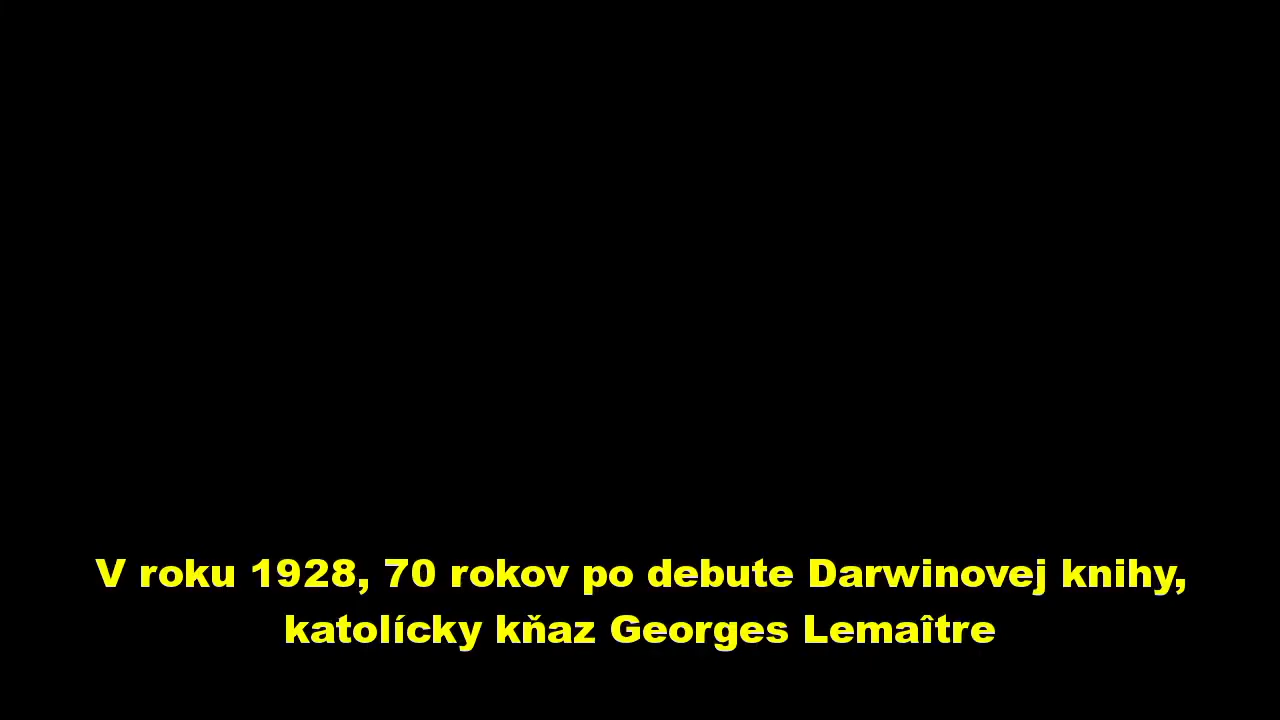 V roku 1928, 70 rokov po debute Darwinovej knihy,
katolícky kňaz Georges Lemaître